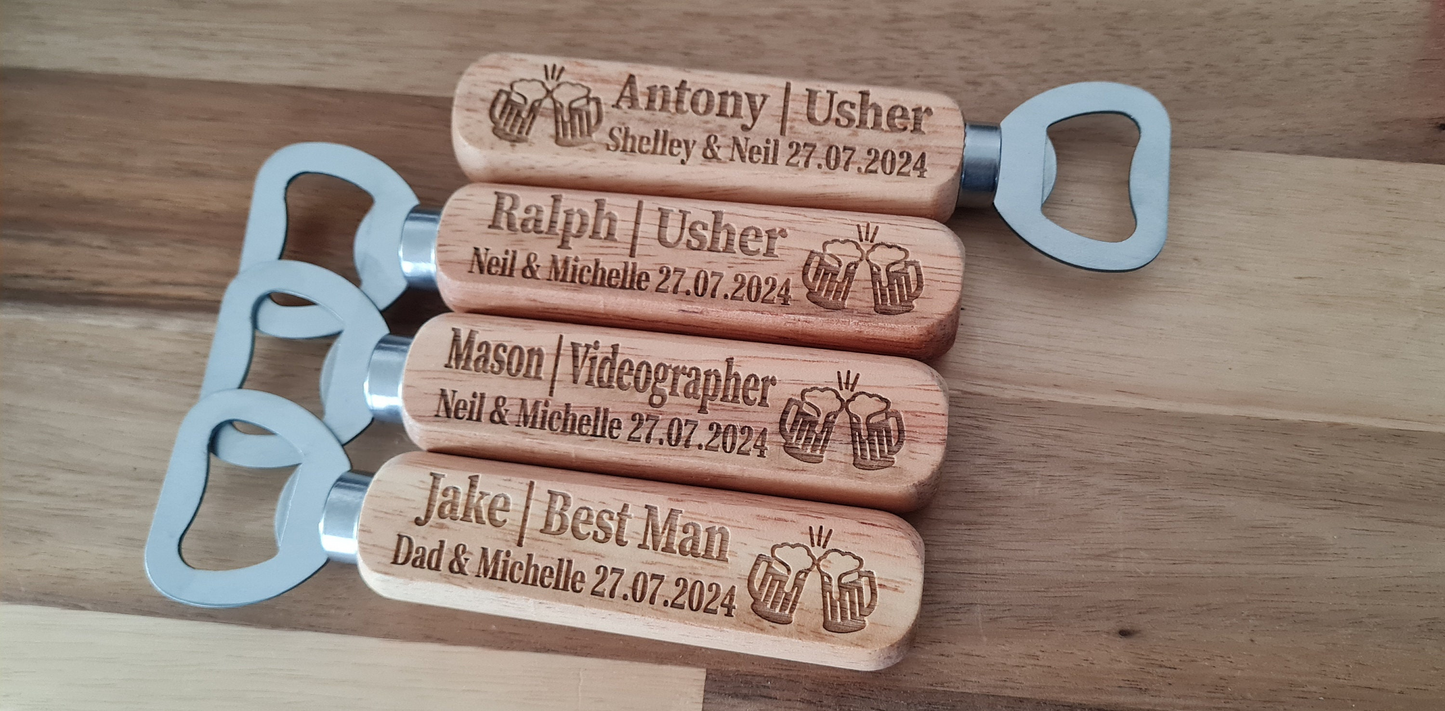 Antony | Usher
Shelley & Neil 27.07.2024
Ralph | Usher
Neil & Michelle 27.07.2024
Mason | Videographer
Neil & Michelle 27.07.2024
Jake | Best Man
Dad & Michelle 27.07.2024